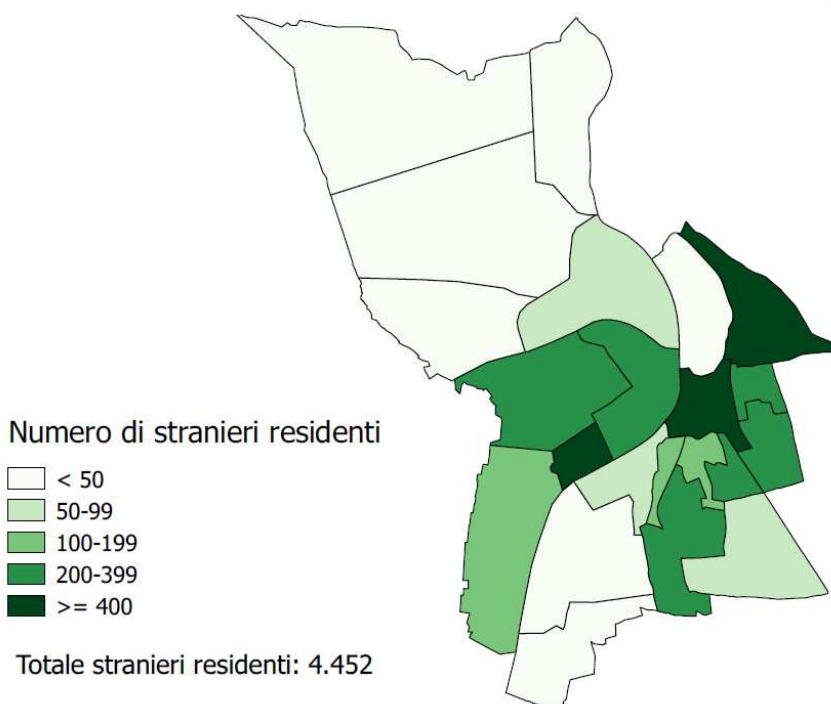 Numero di stranieri residenti
< 50
50-99
100-199
200-399
>= 400
Totale stranieri residenti: 4.452